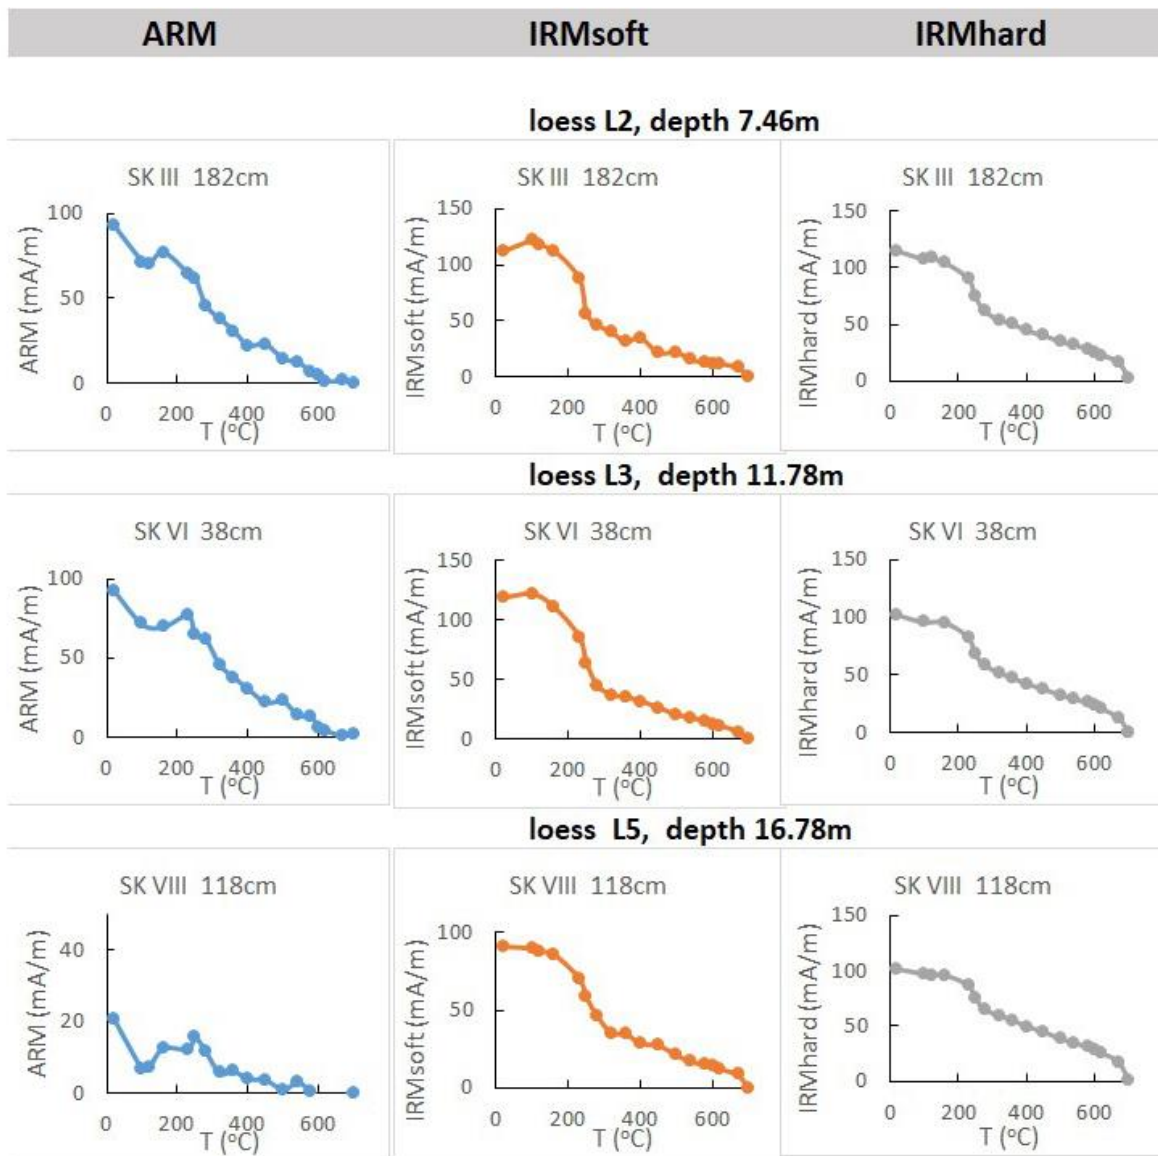 ARM IRMsoft IRMhard
loess L2, depth 7.46m
SK III 182cm
100
50
0
0 200 400 600
ARM (mA/m)
T (°C)
SK III 182cm
150
100
50
0
0 200 400 600
IRMsoft (mA/m)
T (°C)
SK III 182cm
150
100
50
0
0 200 400 600
IRMhard (mA/m)
T (°C)
loess L3, depth 11.78m
SK VI 38cm
100
50
0
0 200 400 600
ARM (mA/m)
T (°C)
SK VI 38cm
150
100
50
0
0 200 400 600
IRMsoft (mA/m)
T (°C)
SK VI 38cm
150
100
50
0
0 200 400 600
IRMhard (mA/m)
T (°C)
loess L5, depth 16.78m
SK VIII 118cm
40
20
0
0 200 400 600
ARM (mA/m)
T (°C)
SK VIII 118cm
100
50
0
0 200 400 600
IRMsoft (mA/m)
T (°C)
SK VIII 118cm
150
100
50
0
0 200 400 600
IRMhard (mA/m)
T (°C)